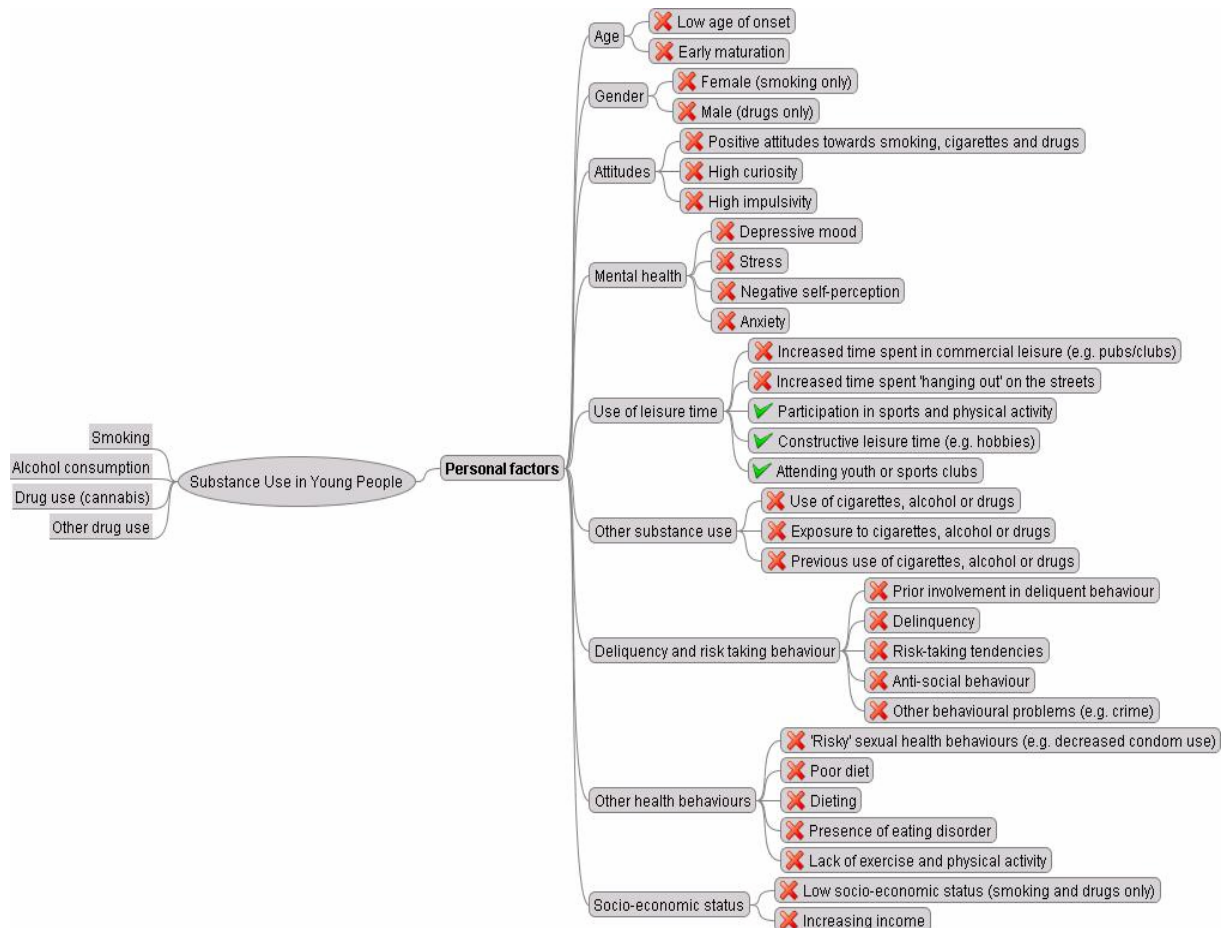 Smoking
Alcohol consumption
Drug use (cannabis)
Other drug use
Substance Use in Young People
Personal factors
Age
Low age of onset
Early maturation
Gender
Female (smoking only)
Male (drugs only)
Attitudes
Positive attitudes towards smoking, cigarettes and drugs
High curiosity
High impulsivity
Mental health
Depressive mood
Stress
Negative self-perception
Anxiety
Use of leisure time
Increased time spent in commercial leisure (e.g. pubs/clubs)
Increased time spent 'hanging out' on the streets
Participation in sports and physical activity
Constructive leisure time (e.g. hobbies)
Attending youth or sports clubs
Other substance use
Use of cigarettes, alcohol or drugs
Exposure to cigarettes, alcohol or drugs
Previous use of cigarettes, alcohol or drugs
Deliquency and risk taking behaviour
Prior involvement in deliquent behaviour
Delinquency
Risk-taking tendencies
Anti-social behaviour
Other behavioural problems (e.g. crime)
Other health behaviours
'Risky' sexual health behaviours (e.g. decreased condom use)
Poor diet
Dieting
Presence of eating disorder
Lack of exercise and physical activity
Socio-economic status
Low socio-economic status (smoking and drugs only)
Increasing income